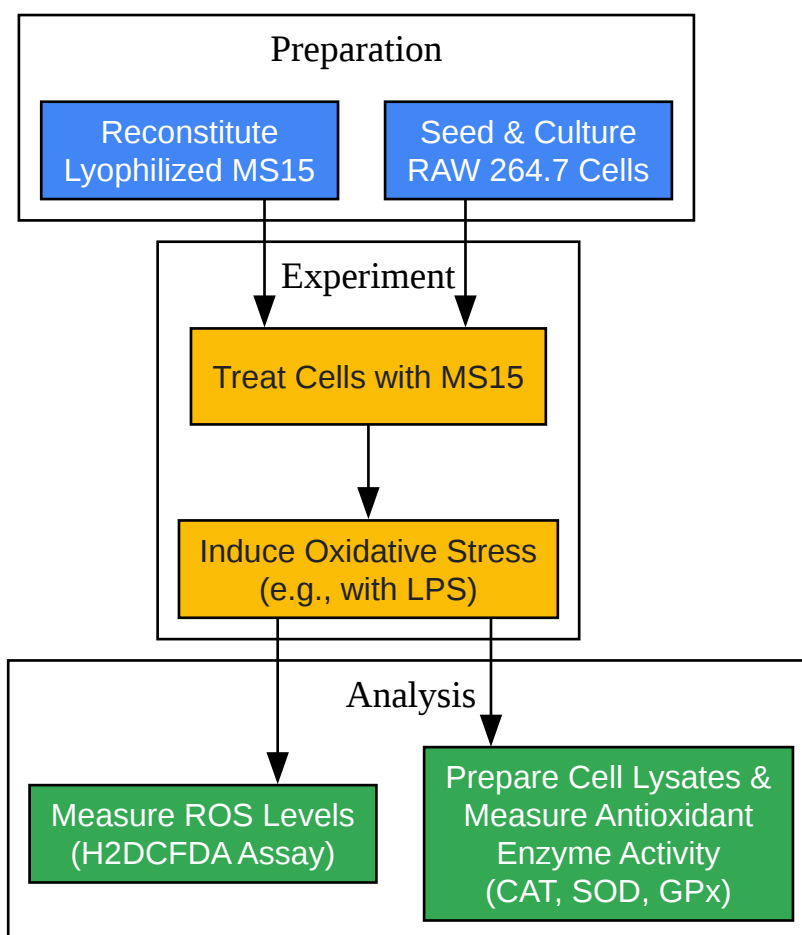 Preparation
Reconstitute
Lyophilized MS15
Seed & Culture
RAW 264.7 Cells
Experiment
Treat Cells with MS15
Induce Oxidative Stress
(e.g., with LPS)
Analysis
Measure ROS Levels
(H2DCFDA Assay)
Prepare Cell Lysates &
Measure Antioxidant
Enzyme Activity
(CAT, SOD, GPx)